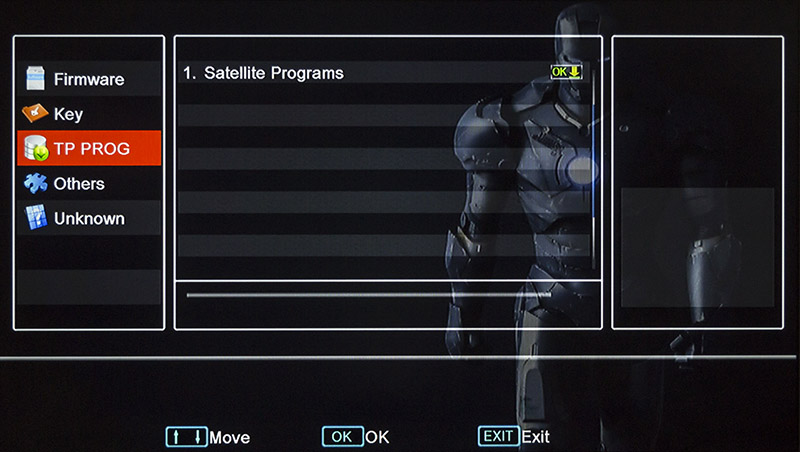 Firmware
Key
TP PROG
Others
Unknown
1. Satellite Programs
OK
Move
OK OK
EXIT Exit